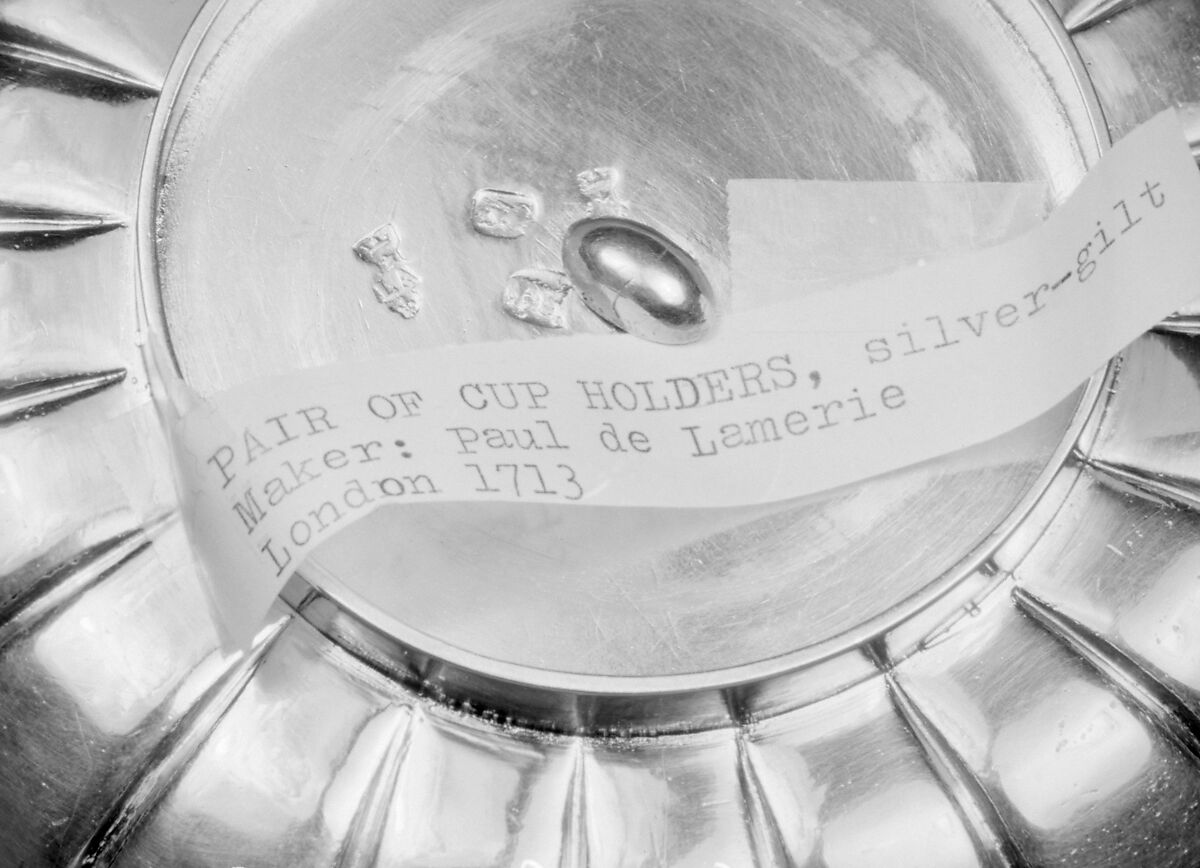 PAIR OF CUP HOLDERS, silver-gilt
Maker: Paul de Lamerie
London 1713